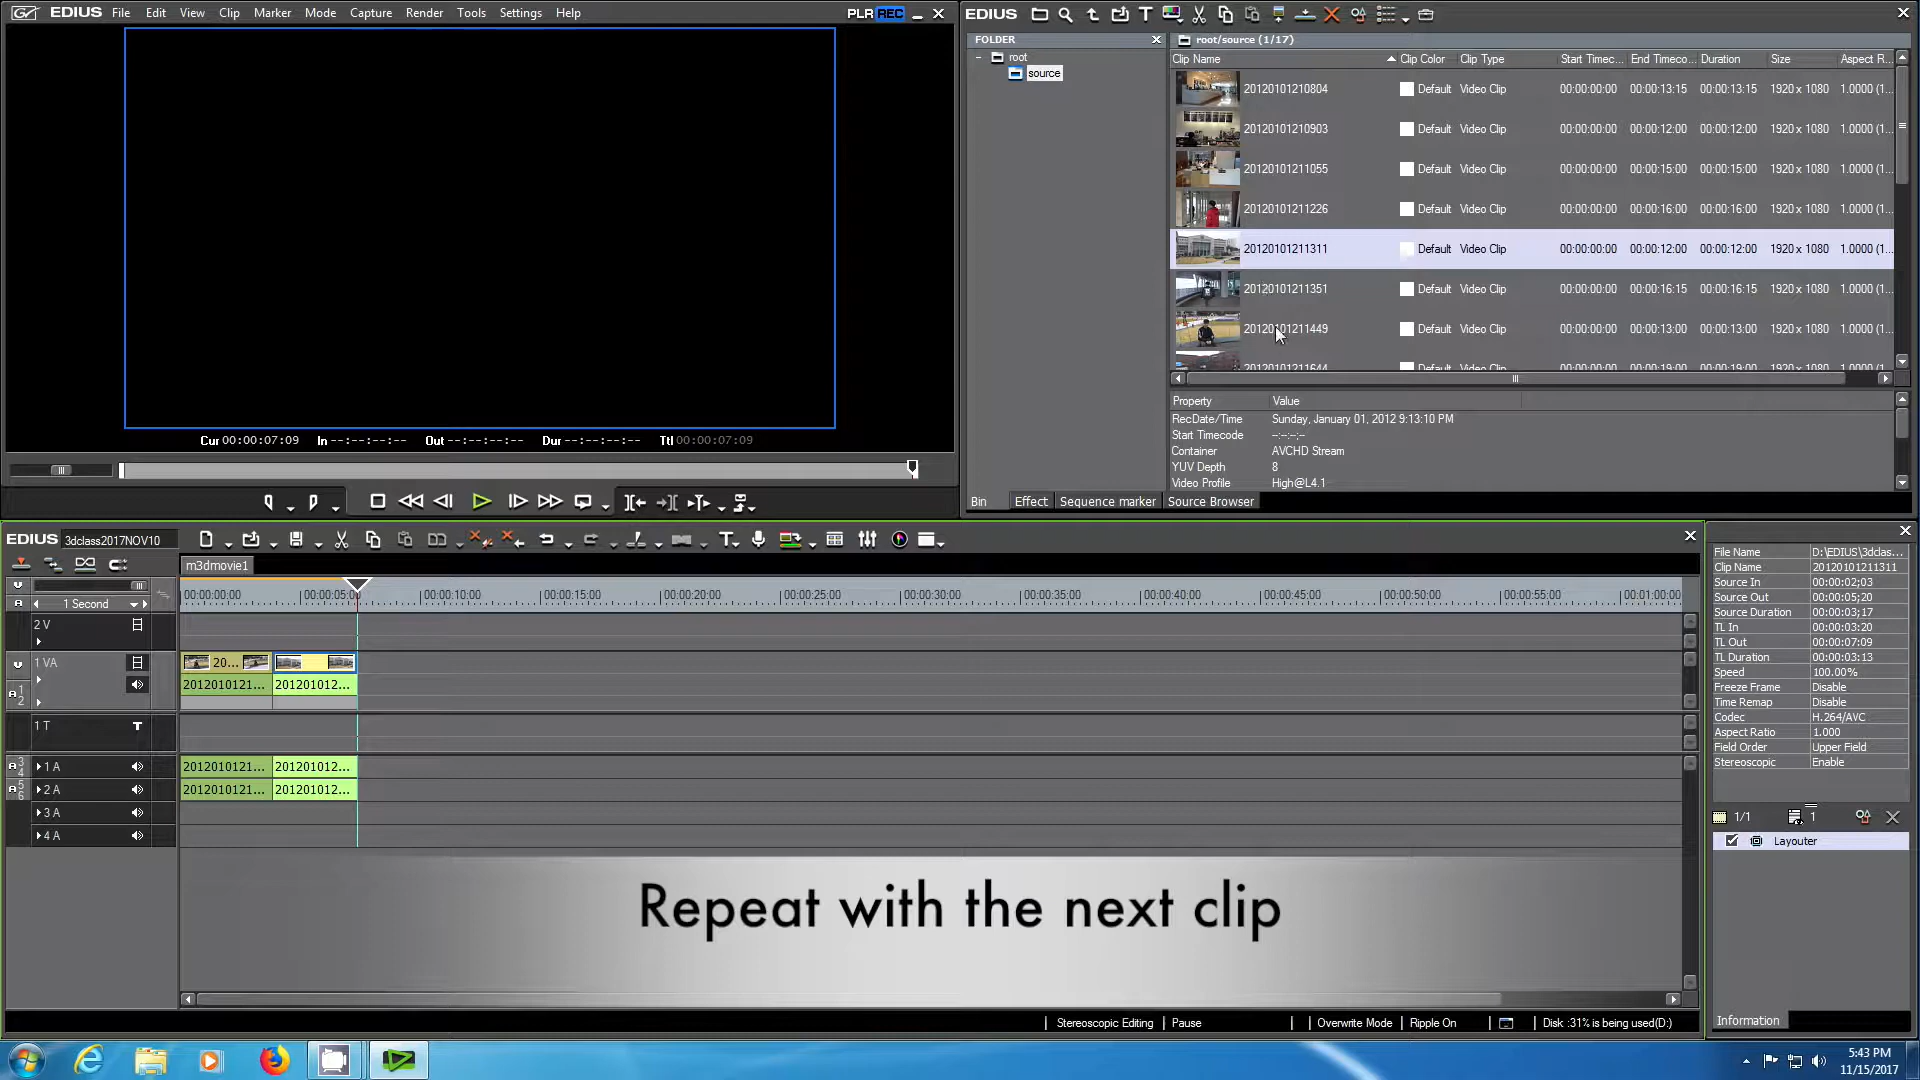 EDIUS File Edit View Clip Marker Mode Capture Render Tools Settings Help PLR REC
Cur 00:00:07:09 In --:--:--:-- Out --:--:--:-- Dur --:--:--:-- Ttl 00:00:07:09
EDIUS
FOLDER
root
source
root/source (1/17)
Clip Name Clip Color Clip Type Start Timec... End Timeco... Duration Size Aspect R...
20120101210804 Default Video Clip 00:00:00:00 00:00:13:15 00:00:13:15 1920 x 1080 1.0000 (1...
20120101210903 Default Video Clip 00:00:00:00 00:00:12:00 00:00:12:00 1920 x 1080 1.0000 (1...
20120101211055 Default Video Clip 00:00:00:00 00:00:15:00 00:00:15:00 1920 x 1080 1.0000 (1...
20120101211226 Default Video Clip 00:00:00:00 00:00:16:00 00:00:16:00 1920 x 1080 1.0000 (1...
20120101211311 Default Video Clip 00:00:00:00 00:00:12:00 00:00:12:00 1920 x 1080 1.0000 (1...
20120101211351 Default Video Clip 00:00:00:00 00:00:16:15 00:00:16:15 1920 x 1080 1.0000 (1...
20120101211449 Default Video Clip 00:00:00:00 00:00:13:00 00:00:13:00 1920 x 1080 1.0000 (1...
20120101211644 Default Video Clip 00:00:00:00 00:00:19:00 00:00:19:00 1920 x 1080 1.0000 (1...
Property Value
RecDate/Time Sunday, January 01, 2012 9:13:10 PM
Start Timecode --:--:--:--
Container AVCHD Stream
YUV Depth 8
Video Profile High@L4.1
Bin Effect Sequence marker Source Browser
EDIUS 3dclass2017NOV10
m3dmovie1
1 Second 00:00:00:00 00:00:05:00 00:00:10:00 00:00:15:00 00:00:20:00 00:00:25:00 00:00:30:00 00:00:35:00 00:00:40:00 00:00:45:00 00:00:50:00 00:00:55:00 00:01:00:00
2 V
1 VA 20...
1 2 2012010121... 201201012...
1 T T
3 4 1 A 2012010121... 201201012...
5 6 2 A 2012010121... 201201012...
3 A
4 A
Repeat with the next clip
Stereoscopic Editing Pause Overwrite Mode Ripple On Disk :31% is being used(D:)
File Name D:\EDIUS\3dclas...
Clip Name 20120101211311
Source In 00:00:02;03
Source Out 00:00:05;20
Source Duration 00:00:03;17
TL In 00:00:03:20
TL Out 00:00:07:09
TL Duration 00:00:03:13
Speed 100.00%
Freeze Frame Disable
Time Remap Disable
Codec H.264/AVC
Aspect Ratio 1.000
Field Order Upper Field
Stereoscopic Enable
1/1 1
Layouter
Information
5:43 PM
11/15/2017